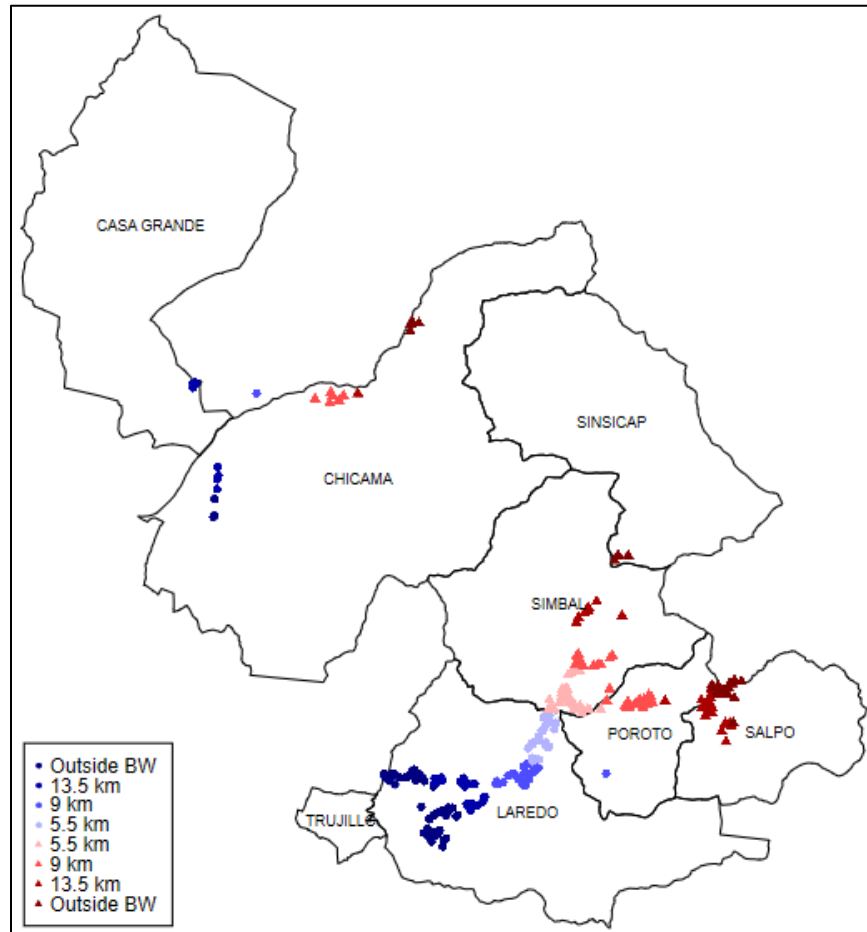 CASA GRANDE
SINSICAP
CHICAMA
SIMBAL
POROTO
SALPO
LAREDO
TRUJILLO
Outside BW
13.5 km
9 km
5.5 km
5.5 km
9 km
13.5 km
Outside BW